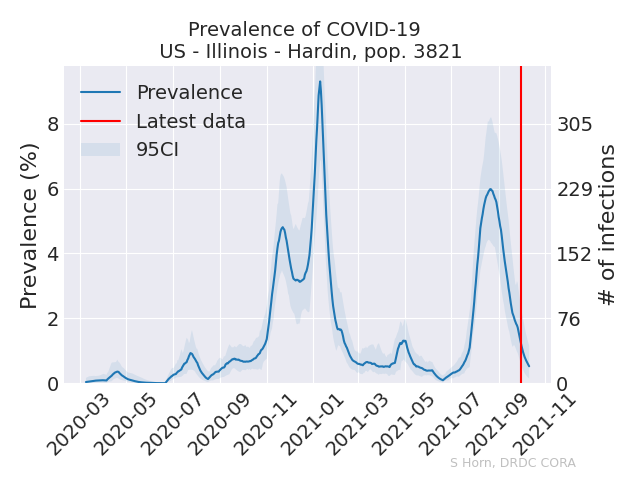 Prevalence of COVID-19
US - Illinois - Hardin, pop. 3821
Prevalence
Latest data
95CI
Prevalence (%)
8
6
4
2
0
305
229
152
76
0
# of infections
2020-03
2020-05
2020-07
2020-09
2020-11
2021-01
2021-03
2021-05
2021-07
2021-09
2021-11
S Horn, DRDC CORA